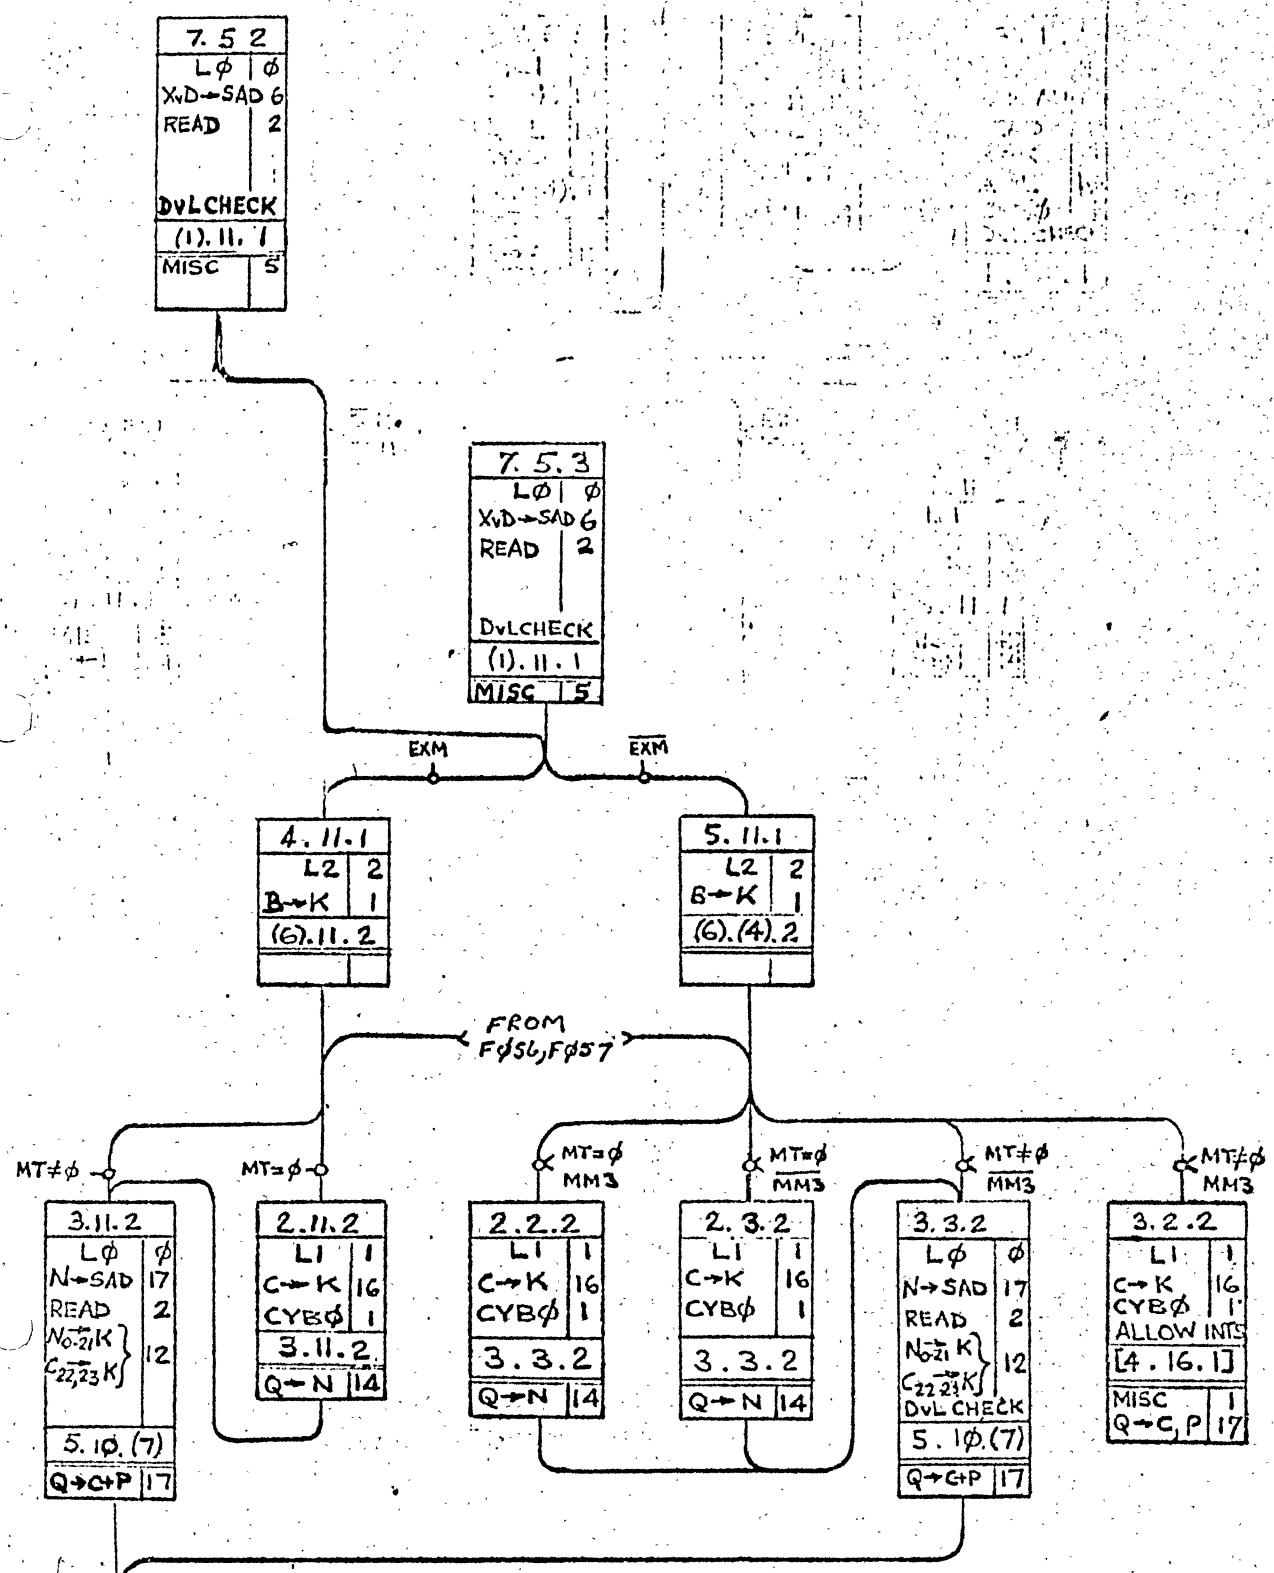 7. 5 2
LØ Ø
XvD→SAD 6
READ 2
DvLCHECK
(1).11. 1
MISC 5
7. 5. 3
LØ Ø
XvD→SAD 6
READ 2
DvLCHECK
(1).11.1
MISC 5
EXM
E̅X̅M̅
4.11.1
L2 2
B→K 1
(6).11.2
5.11.1
L2 2
B→K 1
(6).(4).2
FROM
FØ56,FØ57
MT≠Ø
MT=Ø
MT=Ø
MM3
MT=Ø
M̅M̅3̅
MT≠Ø
M̅M̅3̅
MT≠Ø
MM3
3.11.2
LØ Ø
N→SAD 17
READ 2
N0-21→K
C22,23→K} 12
5.1Ø.(7)
Q→C+P 17
2.11.2
L1 1
C→K 16
CYBØ 1
3.11.2
Q→N 14
2.2.2
L1 1
C→K 16
CYBØ 1
3.3.2
Q→N 14
2.3.2
L1 1
C→K 16
CYBØ 1
3.3.2
Q→N 14
3.3.2
LØ Ø
N→SAD 17
READ 2
N0-21→K
C22,23→K} 12
DvLCHECK
5.1Ø.(7)
Q→C+P 17
3.2.2
L1 1
C→K 16
CYBØ 1
ALLOW INTS
[4.16.1]
MISC 1
Q→C,P 17